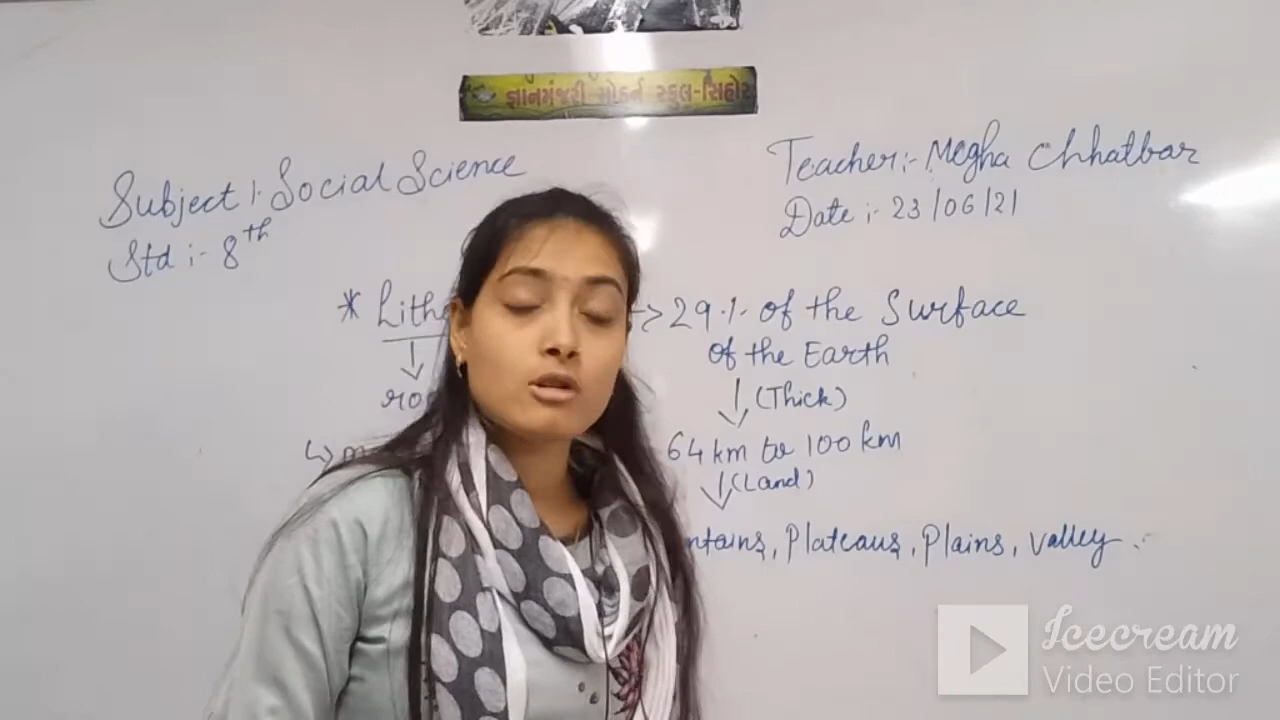 જ્ઞાનમંજરી મોડર્ન સ્કુલ-સિહોર
Subject :- Social Science
Std :- 8th
Teacher :- Megha Chhatbar
Date :- 23/06/21
* Litho
-> 29% of the Surface
of the Earth
(Thick)
64 km to 100 km
(Land)
ntains, Plateaus, Plains, valley.
Icecream
Video Editor